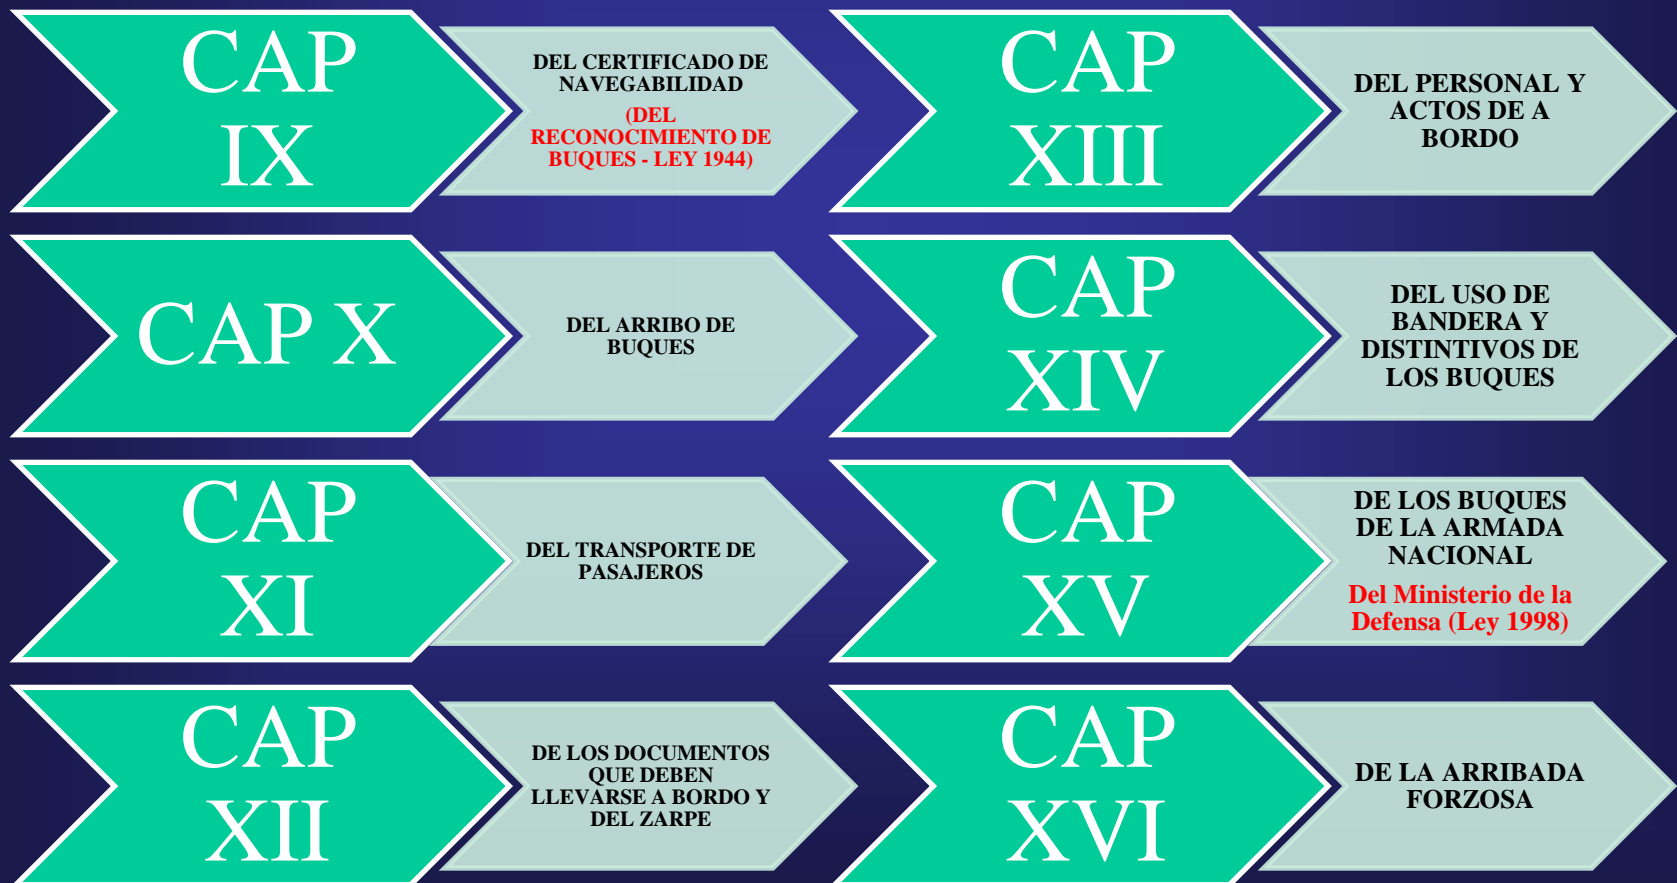 CAP
IX
DEL CERTIFICADO DE
NAVEGABILIDAD
(DEL
RECONOCIMIENTO DE
BUQUES - LEY 1944)
CAP X
DEL ARRIBO DE
BUQUES
CAP
XI
DEL TRANSPORTE DE
PASAJEROS
CAP
XII
DE LOS DOCUMENTOS
QUE DEBEN
LLEVARSE A BORDO Y
DEL ZARPE
CAP
XIII
DEL PERSONAL Y
ACTOS DE A
BORDO
CAP
XIV
DEL USO DE
BANDERA Y
DISTINTIVOS DE
LOS BUQUES
CAP
XV
DE LOS BUQUES
DE LA ARMADA
NACIONAL
Del Ministerio de la
Defensa (Ley 1998)
CAP
XVI
DE LA ARRIBADA
FORZOSA